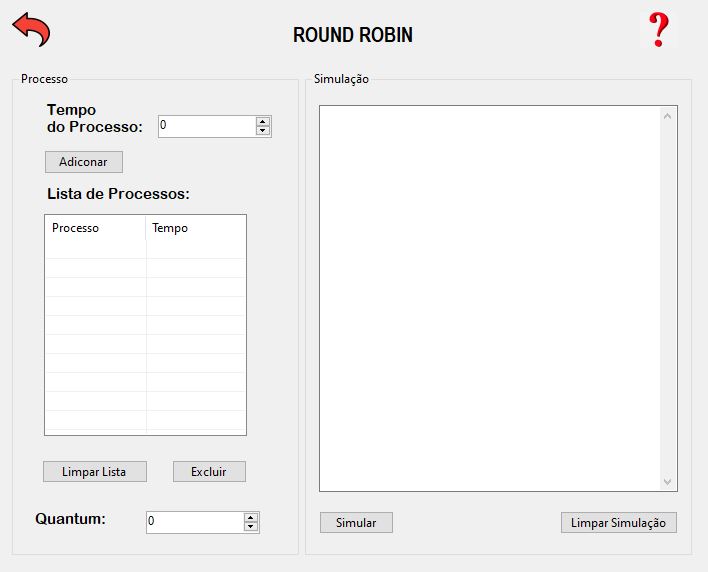 ROUND ROBIN
?
Processo
Tempo
do Processo:
0
Adiconar
Lista de Processos:
Processo Tempo
Limpar Lista Excluir
Quantum: 0
Simulação
Simular Limpar Simulação